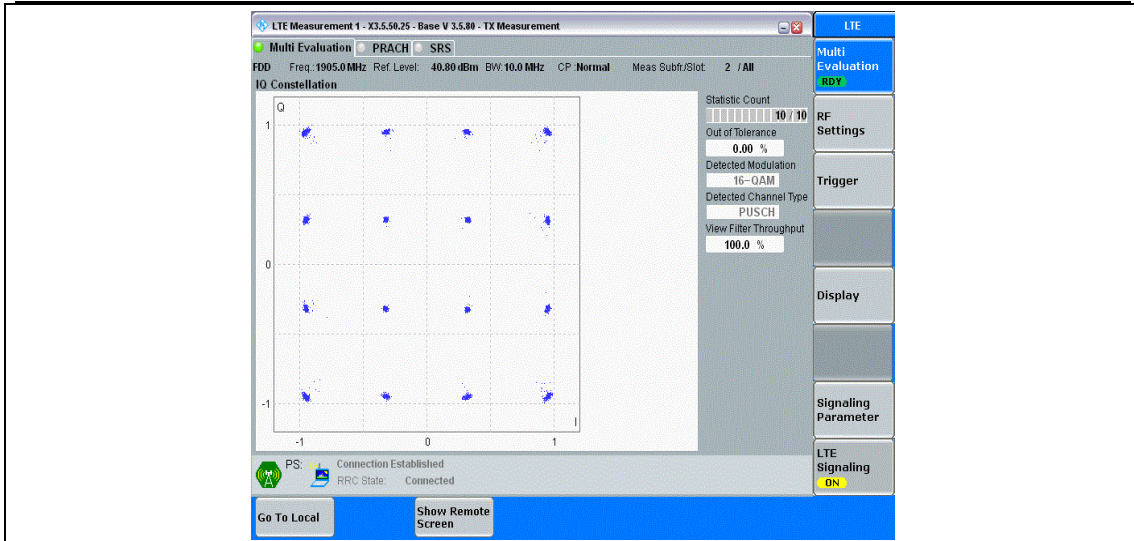 LTE Measurement 1 - X3.5.50.25 - Base V 3.5.80 - TX Measurement
LTE
Multi Evaluation PRACH SRS
FDD Freq.:1905.0 MHz Ref. Level: 40.80 dBm BW:10.0 MHz CP :Normal Meas Subfr./Slot: 2 / All
IQ Constellation
Q
1
0
-1
-1 0 1
I
Statistic Count
10 / 10
Out of Tolerance
0.00 %
Detected Modulation
16-QAM
Detected Channel Type
PUSCH
View Filter Throughput
100.0 %
Multi
Evaluation
RDY
RF
Settings
Trigger
Display
Signaling
Parameter
LTE
Signaling
ON
PS: Connection Established
RRC State: Connected
Go To Local
Show Remote
Screen